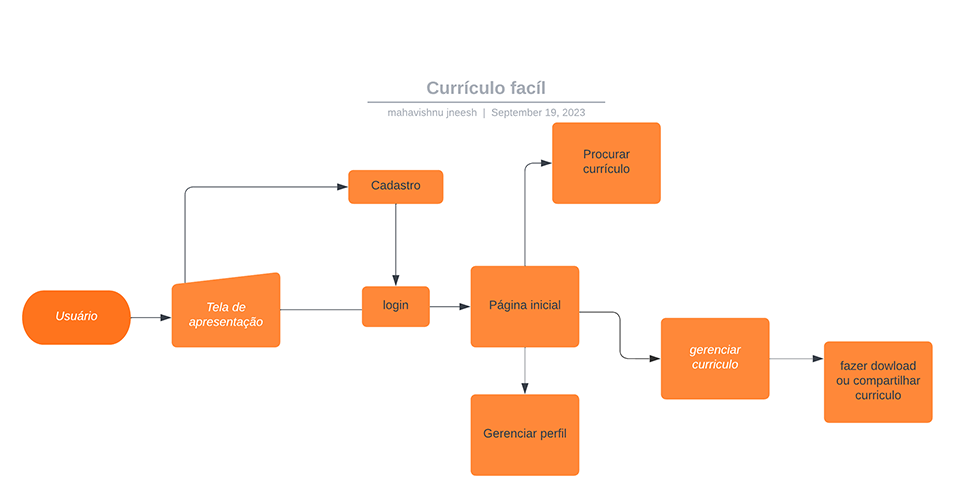 Currículo facíl
mahavishnu jneesh | September 19, 2023
Procurar
currículo
Cadastro
Usuário
Tela de
apresentação
login
Página inicial
gerenciar
curriculo
fazer dowload
ou compartilhar
curriculo
Gerenciar perfil